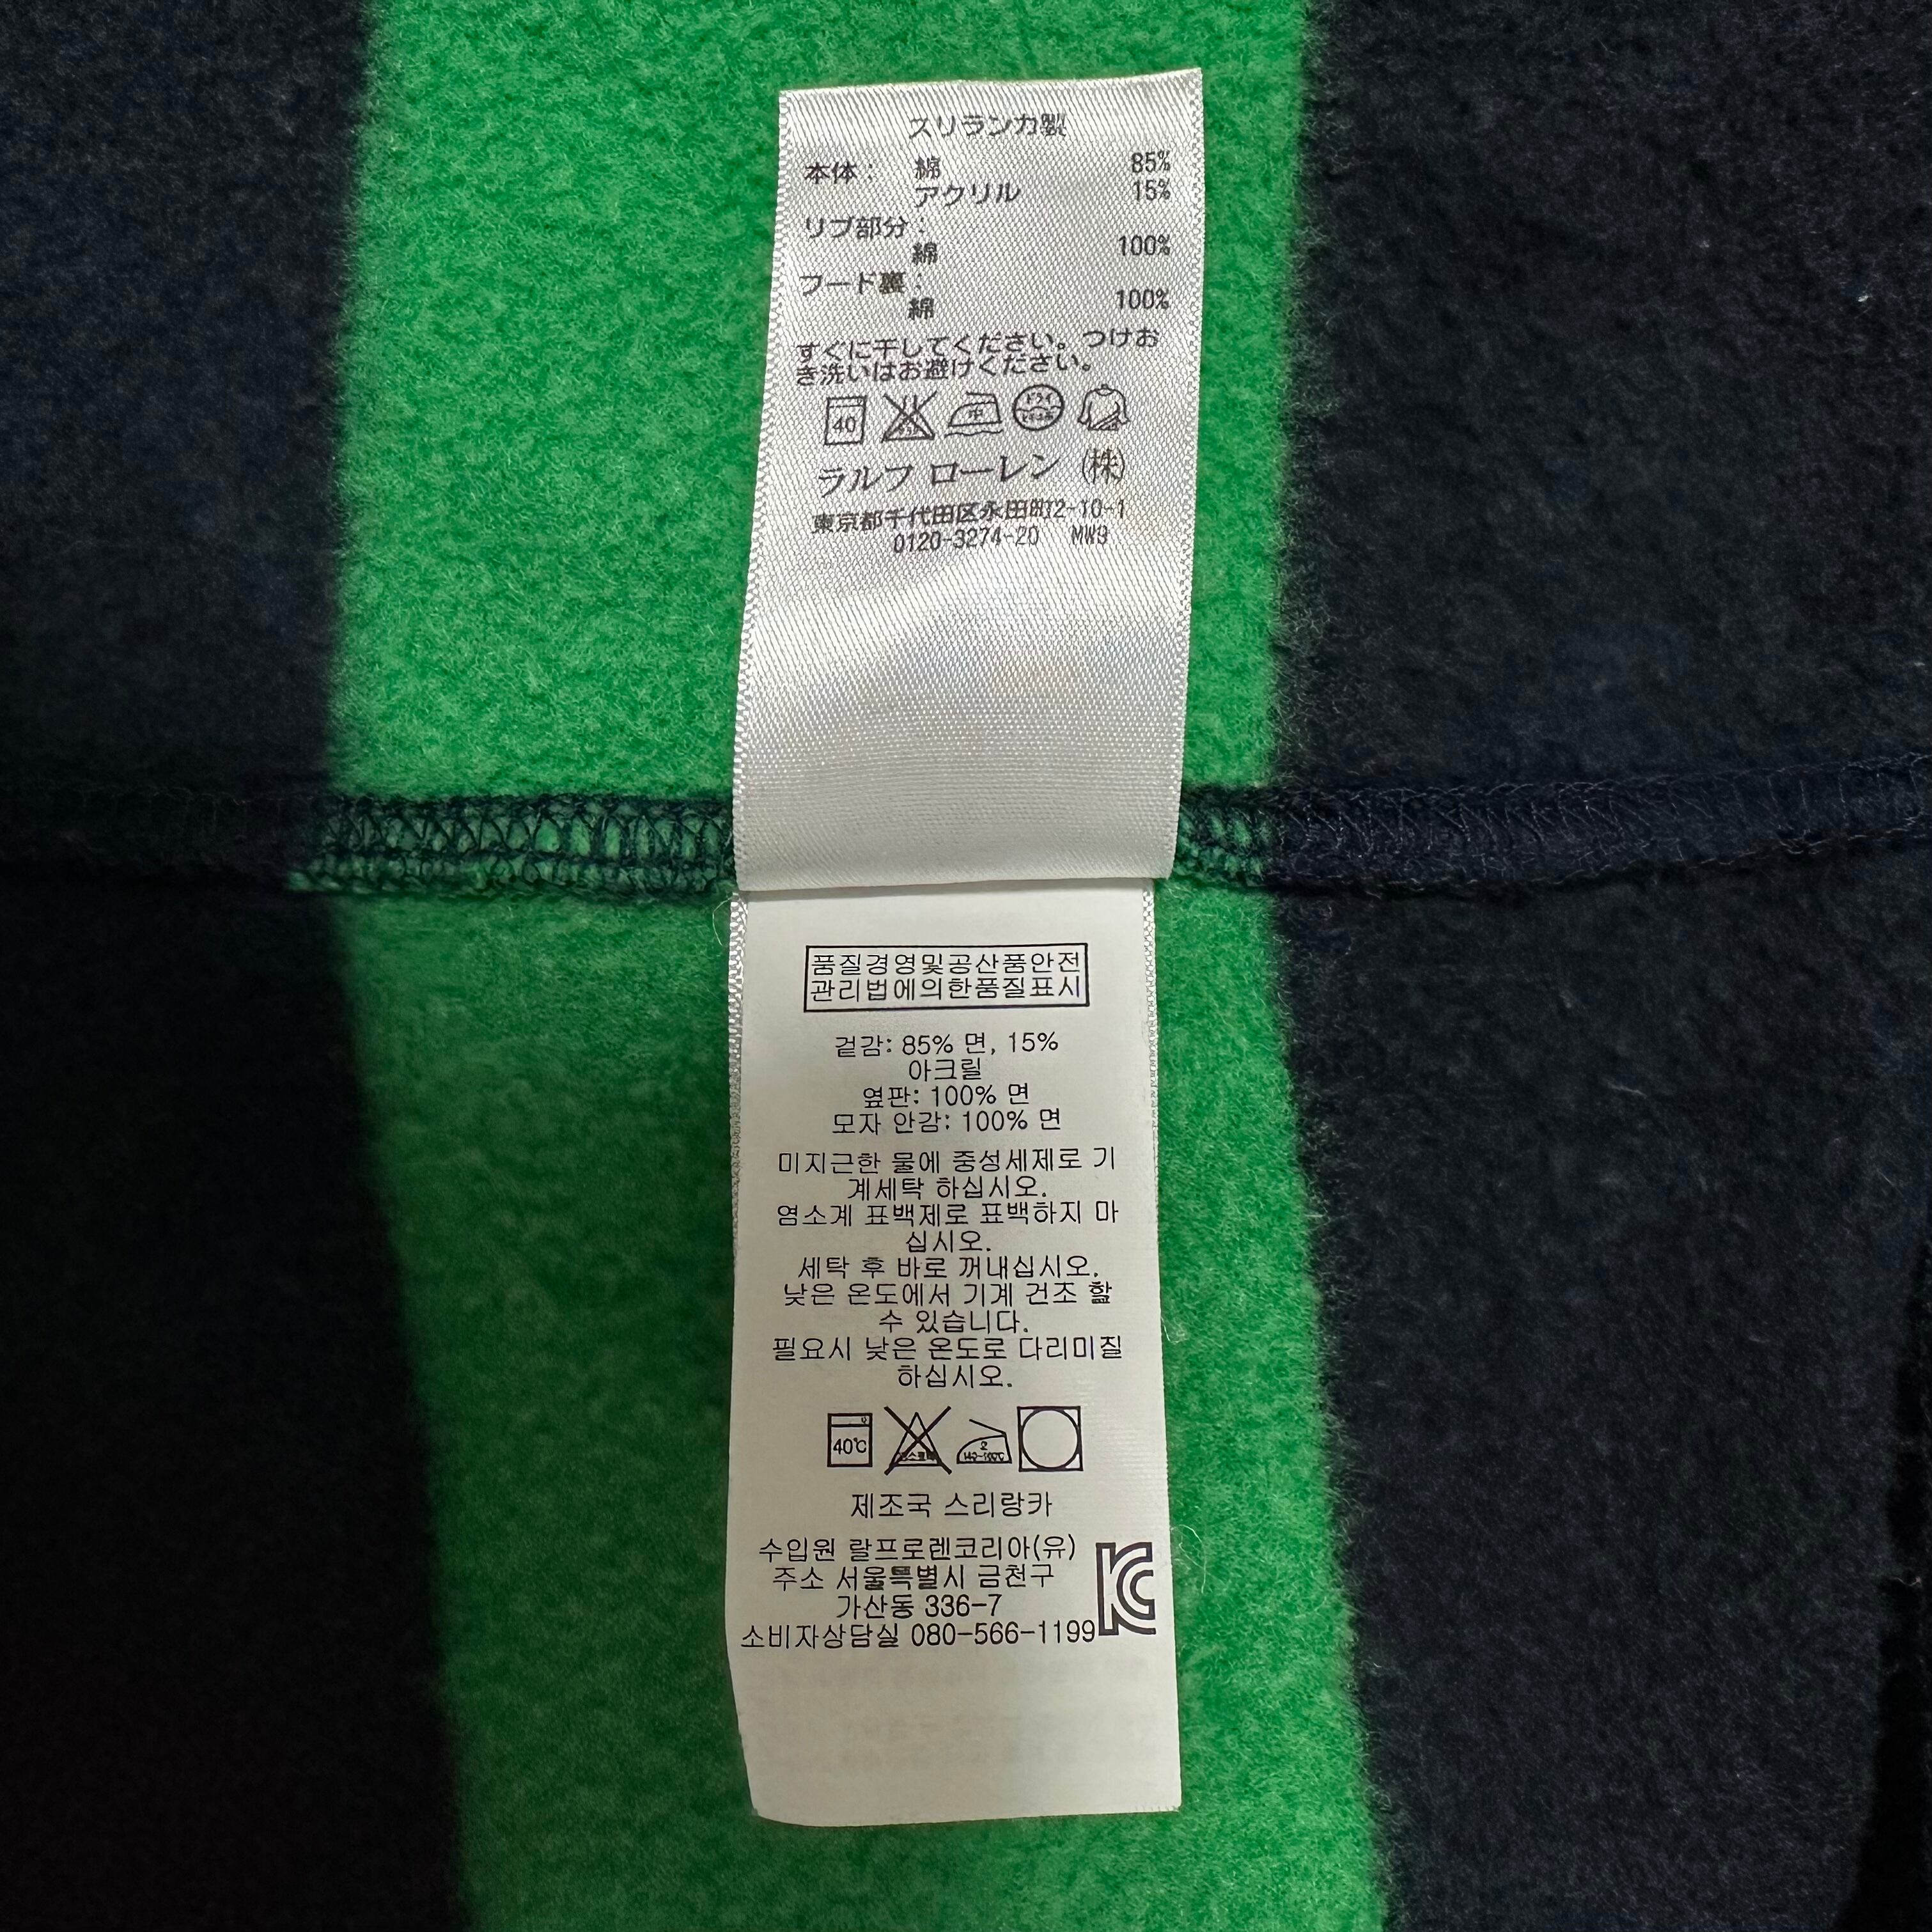 スリランカ製
本体： 綿 85%
アクリル 15%
リブ部分：
綿 100%
フード裏：
綿 100%
すぐに干してください。つけお
き洗いはお避けください。
40 中 ドライ
ラルフ ローレン (株)
東京都千代田区永田町2-10-1
0120-3274-20 MW9
품질경영및공산품안전
관리법에의한품질표시
겉감: 85% 면, 15%
아크릴
옆판: 100% 면
모자 안감: 100% 면
미지근한 물에 중성세제로 기
계세탁 하십시오.
염소계 표백제로 표백하지 마
십시오.
세탁 후 바로 꺼내십시오.
낮은 온도에서 기계 건조 할
수 있습니다.
필요시 낮은 온도로 다리미질
하십시오.
40℃ 2
제조국 스리랑카
수입원 랄프로렌코리아(유)
주소 서울특별시 금천구
가산동 336-7
소비자상담실 080-566-1199